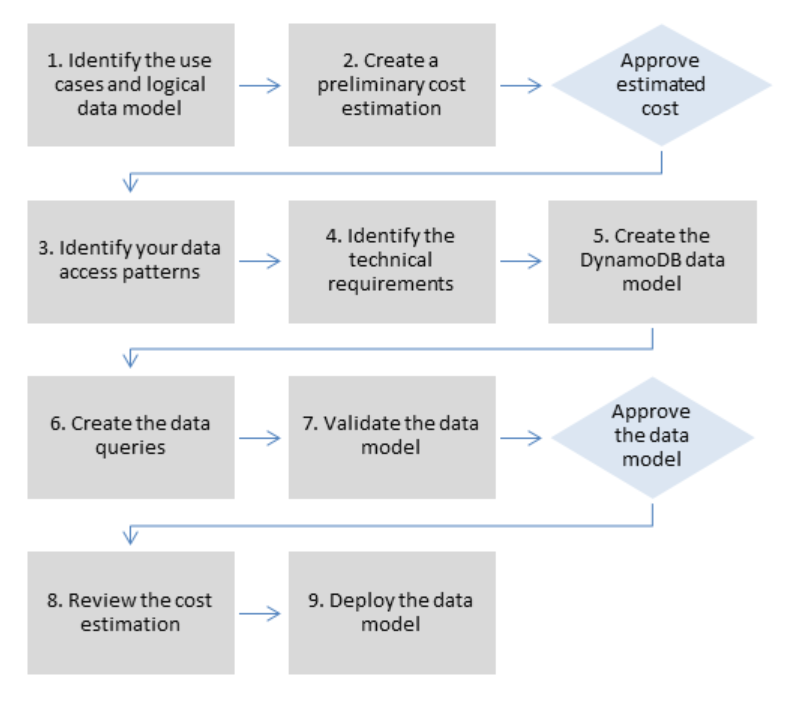 1. Identify the use
cases and logical
data model
2. Create a
preliminary cost
estimation
Approve
estimated
cost
3. Identify your data
access patterns
4. Identify the
technical
requirements
5. Create the
DynamoDB data
model
6. Create the data
queries
7. Validate the data
model
Approve
the data
model
8. Review the cost
estimation
9. Deploy the data
model